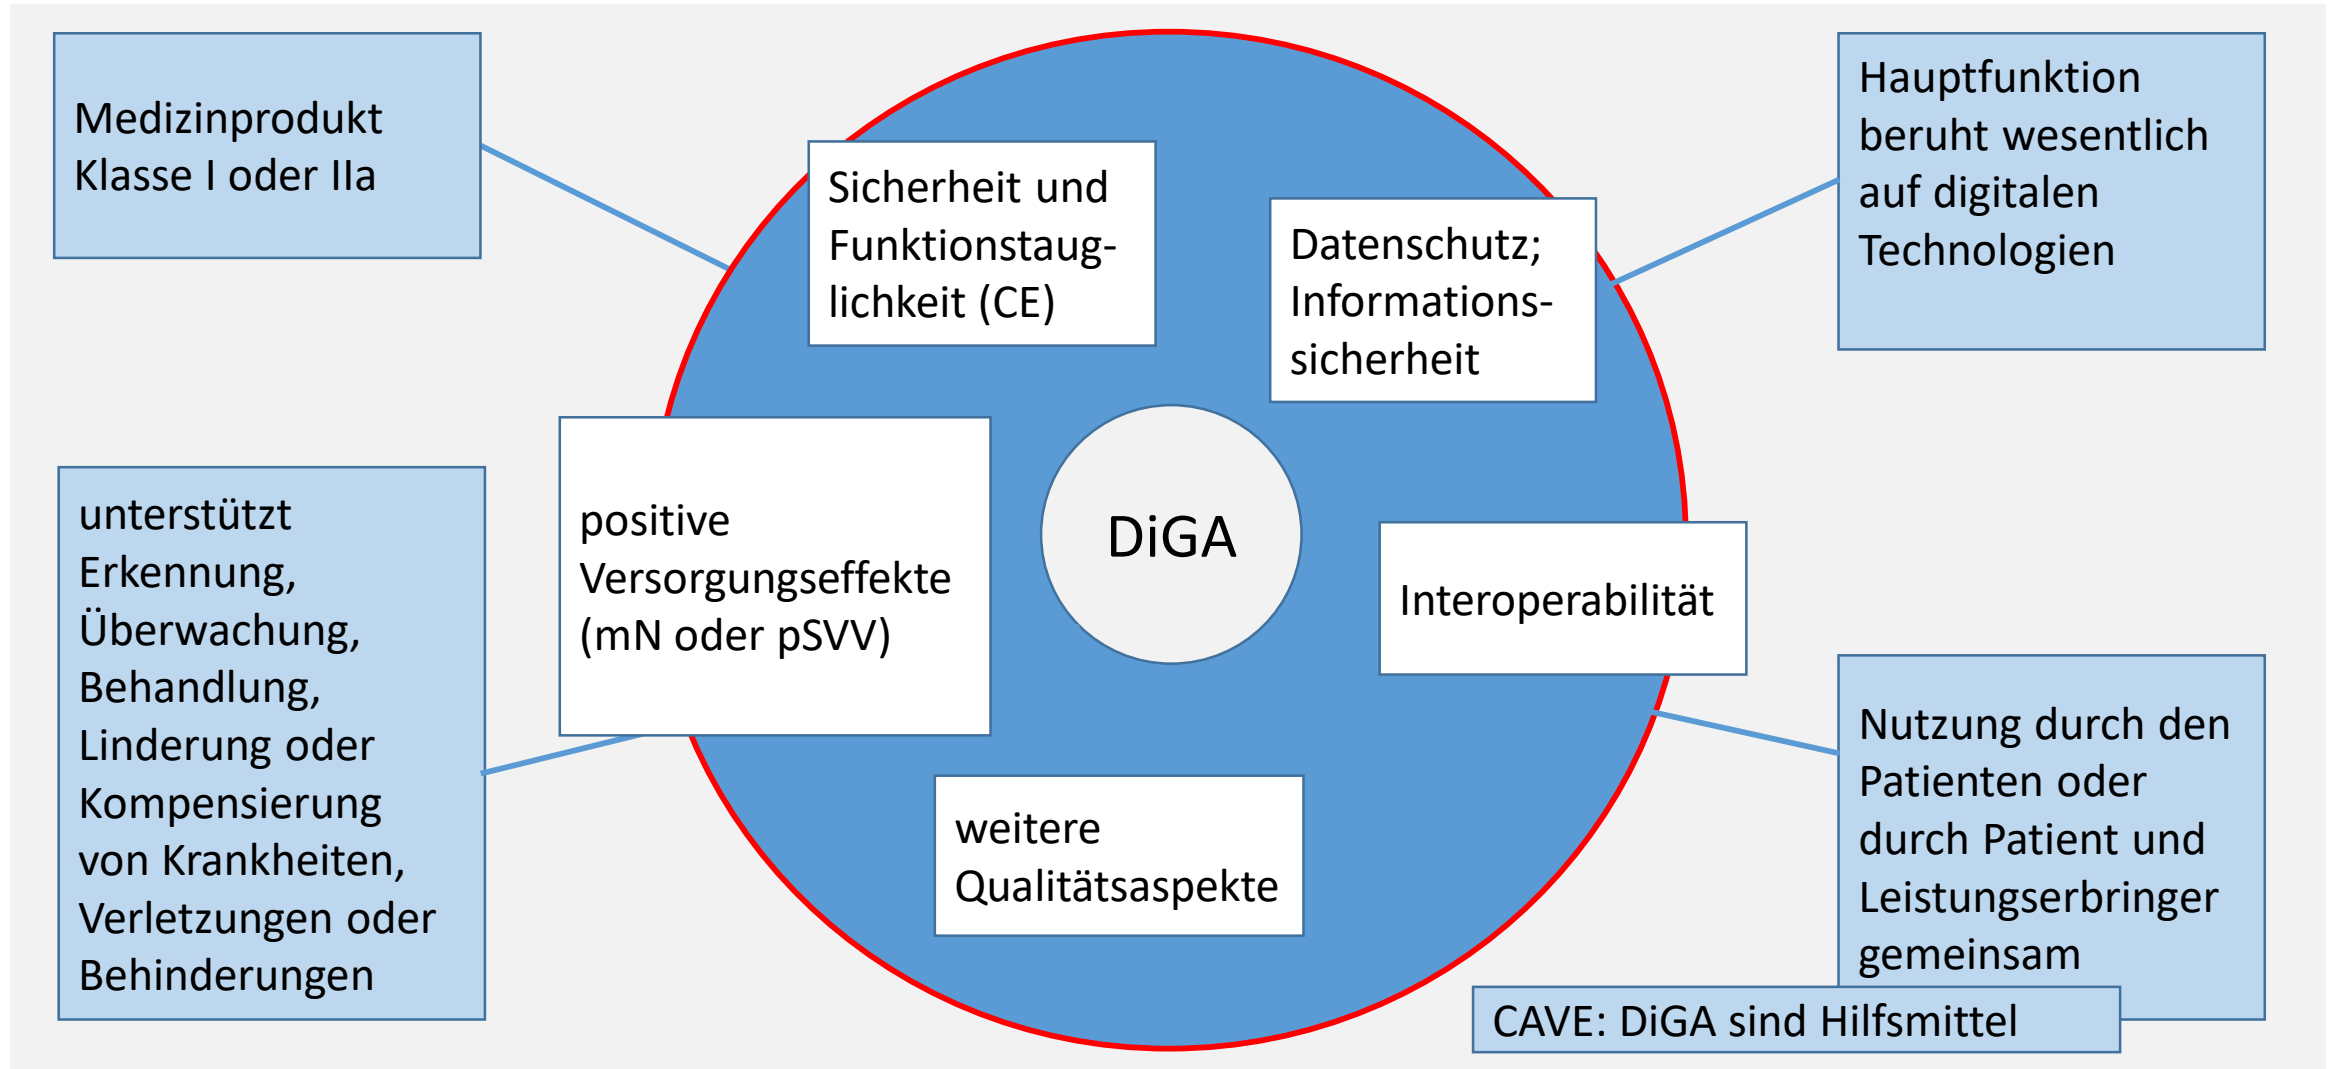 Medizinprodukt
Klasse I oder IIa
Sicherheit und
Funktionstaug-
lichkeit (CE)
Datenschutz;
Informations-
sicherheit
Hauptfunktion
beruht wesentlich
auf digitalen
Technologien
unterstützt
Erkennung,
Überwachung,
Behandlung,
Linderung oder
Kompensierung
von Krankheiten,
Verletzungen oder
Behinderungen
positive
Versorgungseffekte
(mN oder pSVV)
DiGA
Interoperabilität
weitere
Qualitätsaspekte
Nutzung durch den
Patienten oder
durch Patient und
Leistungserbringer
gemeinsam
CAVE: DiGA sind Hilfsmittel